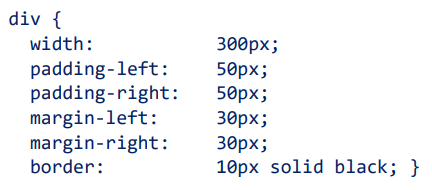 div {
  width:          300px;
  padding-left:   50px;
  padding-right:  50px;
  margin-left:    30px;
  margin-right:   30px;
  border:         10px solid black; }